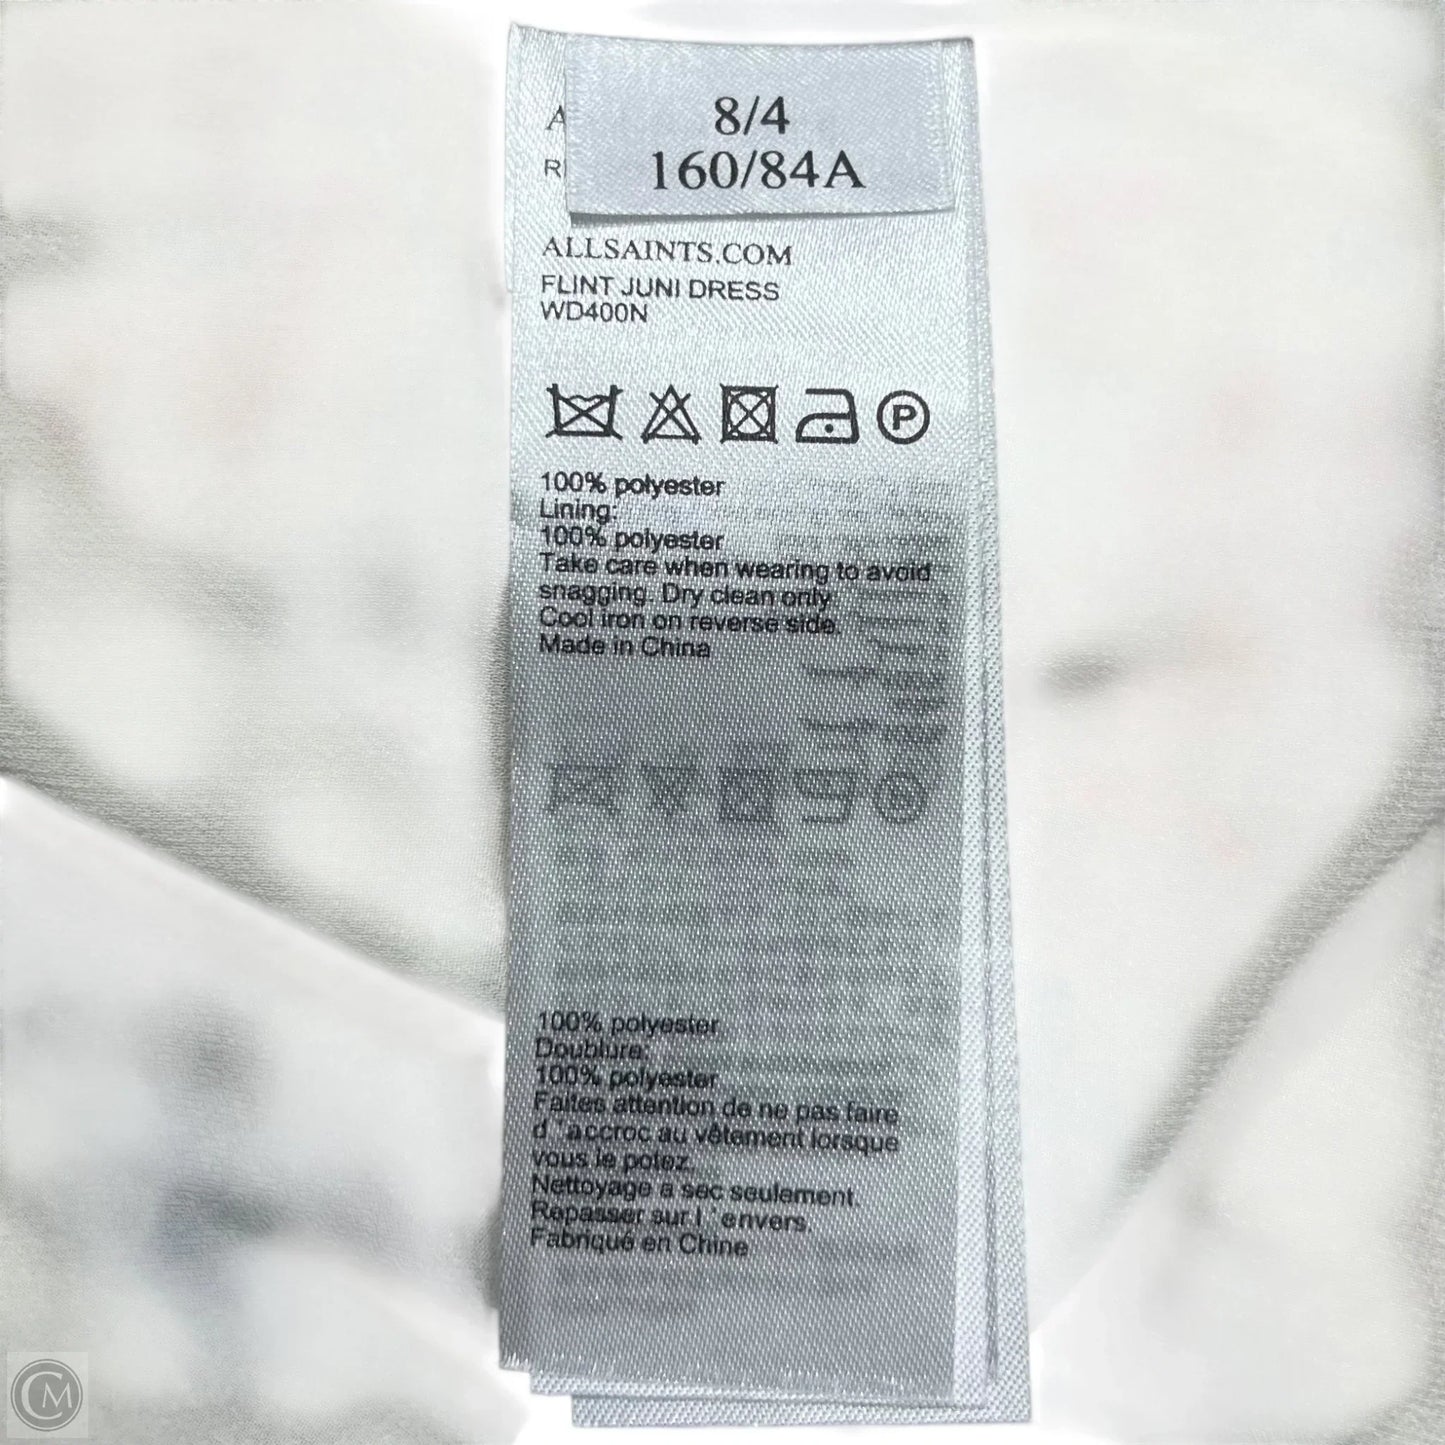 8/4
160/84A
ALLSAINTS.COM
FLINT JUNI DRESS
WD400N
P
100% polyester
Lining:
100% polyester
Take care when wearing to avoid
snagging. Dry clean only
Cool iron on reverse side.
Made in China
100% polyester
Doublure:
100% polyester
Faites attention de ne pas faire
d 'accroc au vêtement lorsque
vous le potez.
Nettoyage a sec seulement.
Repasser sur l 'envers.
Fabriqué en Chine
CM